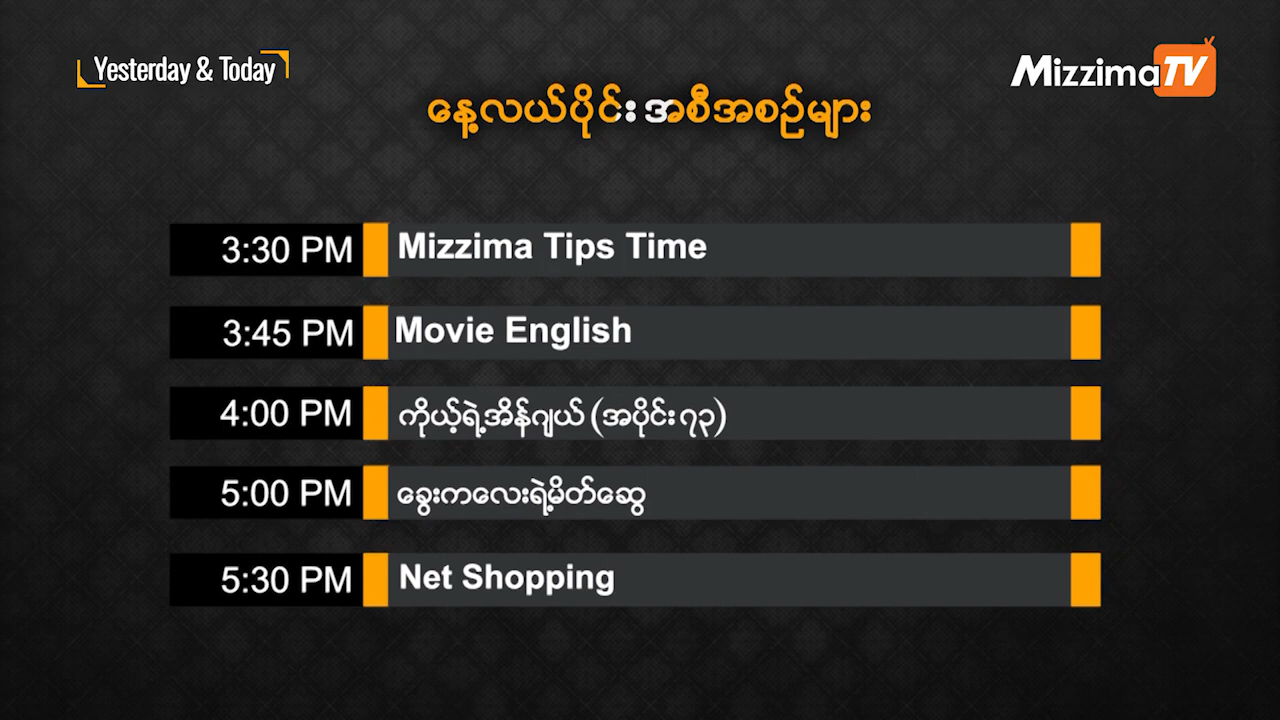 Yesterday & Today
Mizzima TV
နေ့လယ်ပိုင်း အစီအစဉ်များ
3:30 PM Mizzima Tips Time
3:45 PM Movie English
4:00 PM ကိုယ့်ရဲ့အိန်ဂျယ် (အပိုင်း ၇၃)
5:00 PM ခွေးကလေးရဲ့မိတ်ဆွေ
5:30 PM Net Shopping